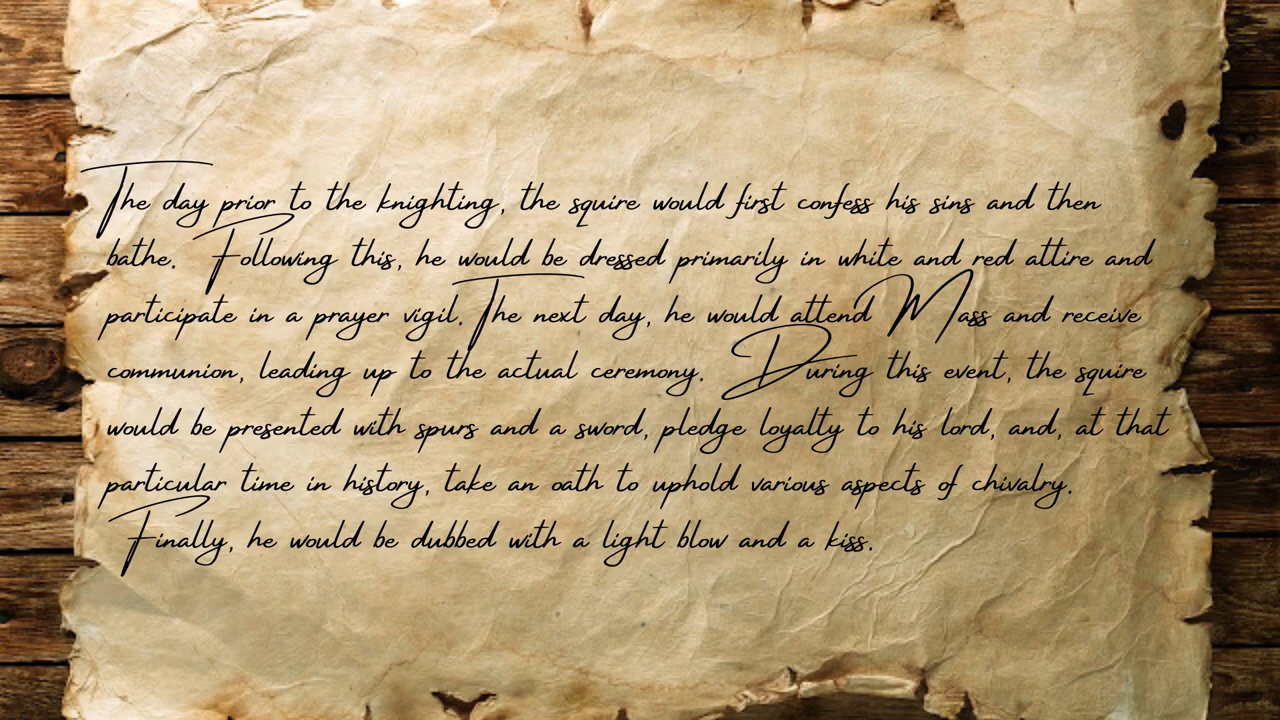 The day prior to the knighting, the squire would first confess his sins and then
bathe. Following this, he would be dressed primarily in white and red attire and
participate in a prayer vigil. The next day, he would attend Mass and receive
communion, leading up to the actual ceremony. During this event, the squire
would be presented with spurs and a sword, pledge loyalty to his lord, and, at that
particular time in history, take an oath to uphold various aspects of chivalry.
Finally, he would be dubbed with a light blow and a kiss.